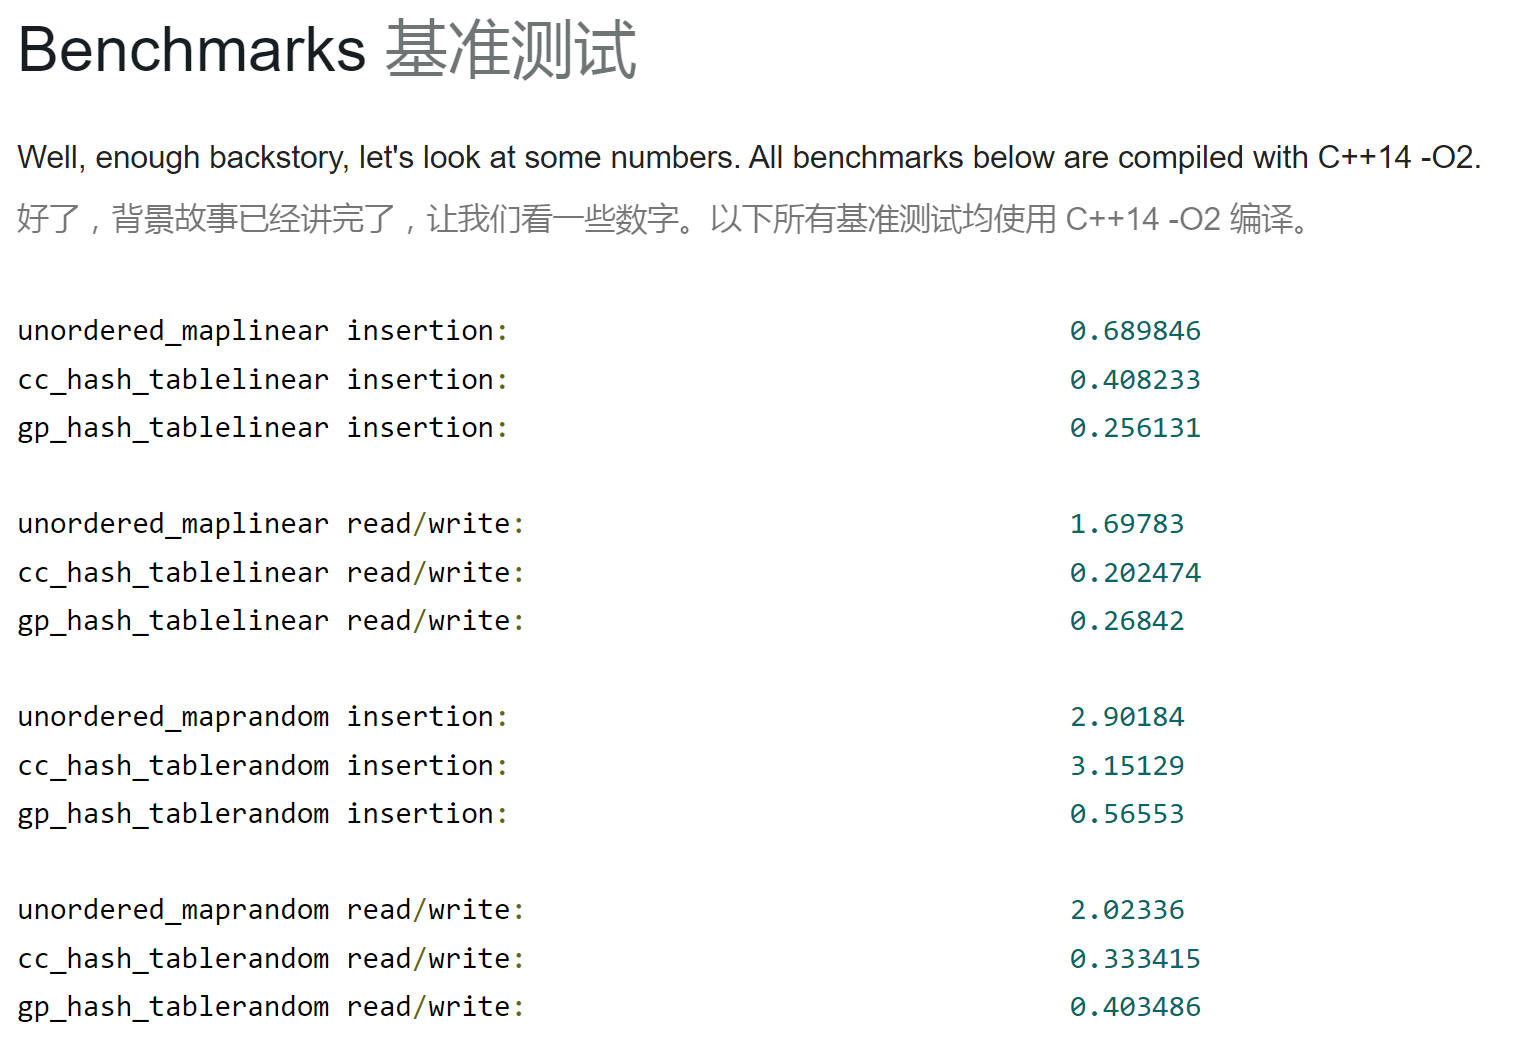 Benchmarks 基准测试
Well, enough backstory, let's look at some numbers. All benchmarks below are compiled with C++14 -O2.
好了，背景故事已经讲完了，让我们看一些数字。以下所有基准测试均使用 C++14 -O2 编译。
unordered_maplinear insertion: 0.689846
cc_hash_tablelinear insertion: 0.408233
gp_hash_tablelinear insertion: 0.256131
unordered_maplinear read/write: 1.69783
cc_hash_tablelinear read/write: 0.202474
gp_hash_tablelinear read/write: 0.26842
unordered_maprandom insertion: 2.90184
cc_hash_tablerandom insertion: 3.15129
gp_hash_tablerandom insertion: 0.56553
unordered_maprandom read/write: 2.02336
cc_hash_tablerandom read/write: 0.333415
gp_hash_tablerandom read/write: 0.403486